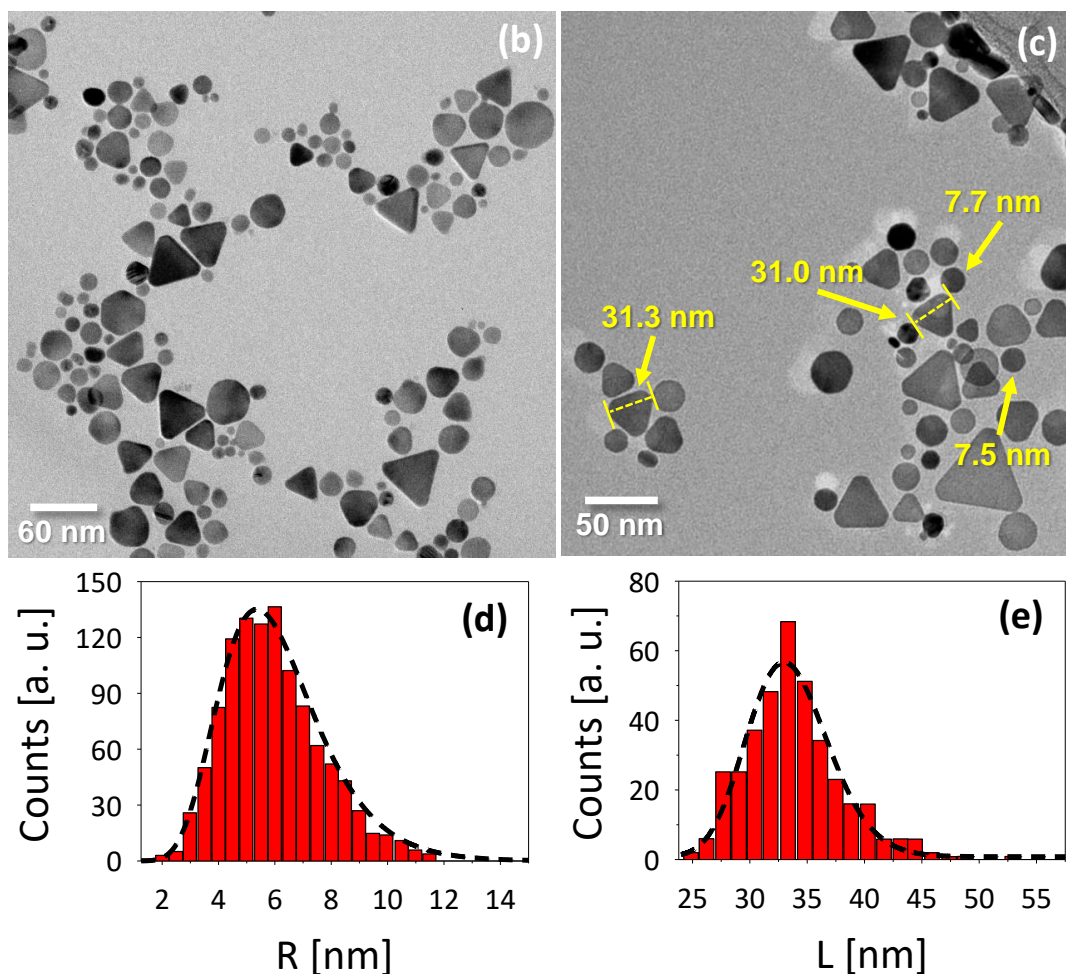 (b)
60 nm
(c)
7.7 nm
31.0 nm
31.3 nm
7.5 nm
50 nm
(d)
Counts [a. u.]
150
120
90
60
30
0
2 4 6 8 10 12 14
R [nm]
(e)
Counts [a. u.]
80
60
40
20
0
25 30 35 40 45 50 55
L [nm]